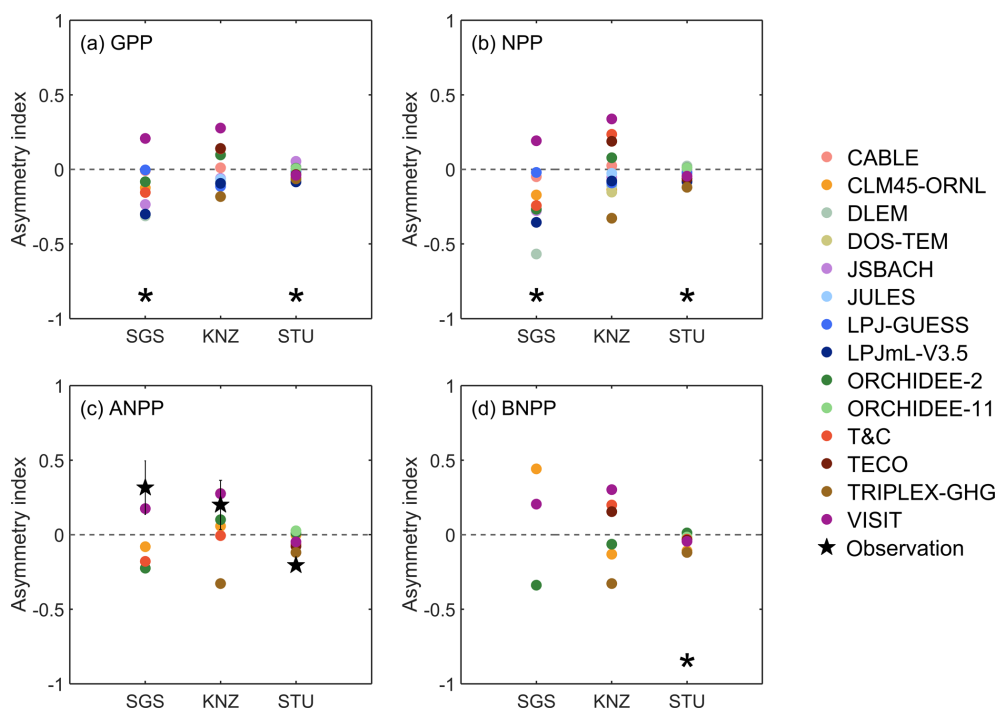 (a) GPP
Asymmetry index
1
0.5
0
-0.5
-1
*
*
SGS KNZ STU
(b) NPP
Asymmetry index
1
0.5
0
-0.5
-1
*
*
SGS KNZ STU
(c) ANPP
Asymmetry index
1
0.5
0
-0.5
-1
SGS KNZ STU
(d) BNPP
Asymmetry index
1
0.5
0
-0.5
-1
*
SGS KNZ STU
CABLE
CLM45-ORNL
DLEM
DOS-TEM
JSBACH
JULES
LPJ-GUESS
LPJmL-V3.5
ORCHIDEE-2
ORCHIDEE-11
T&C
TECO
TRIPLEX-GHG
VISIT
Observation